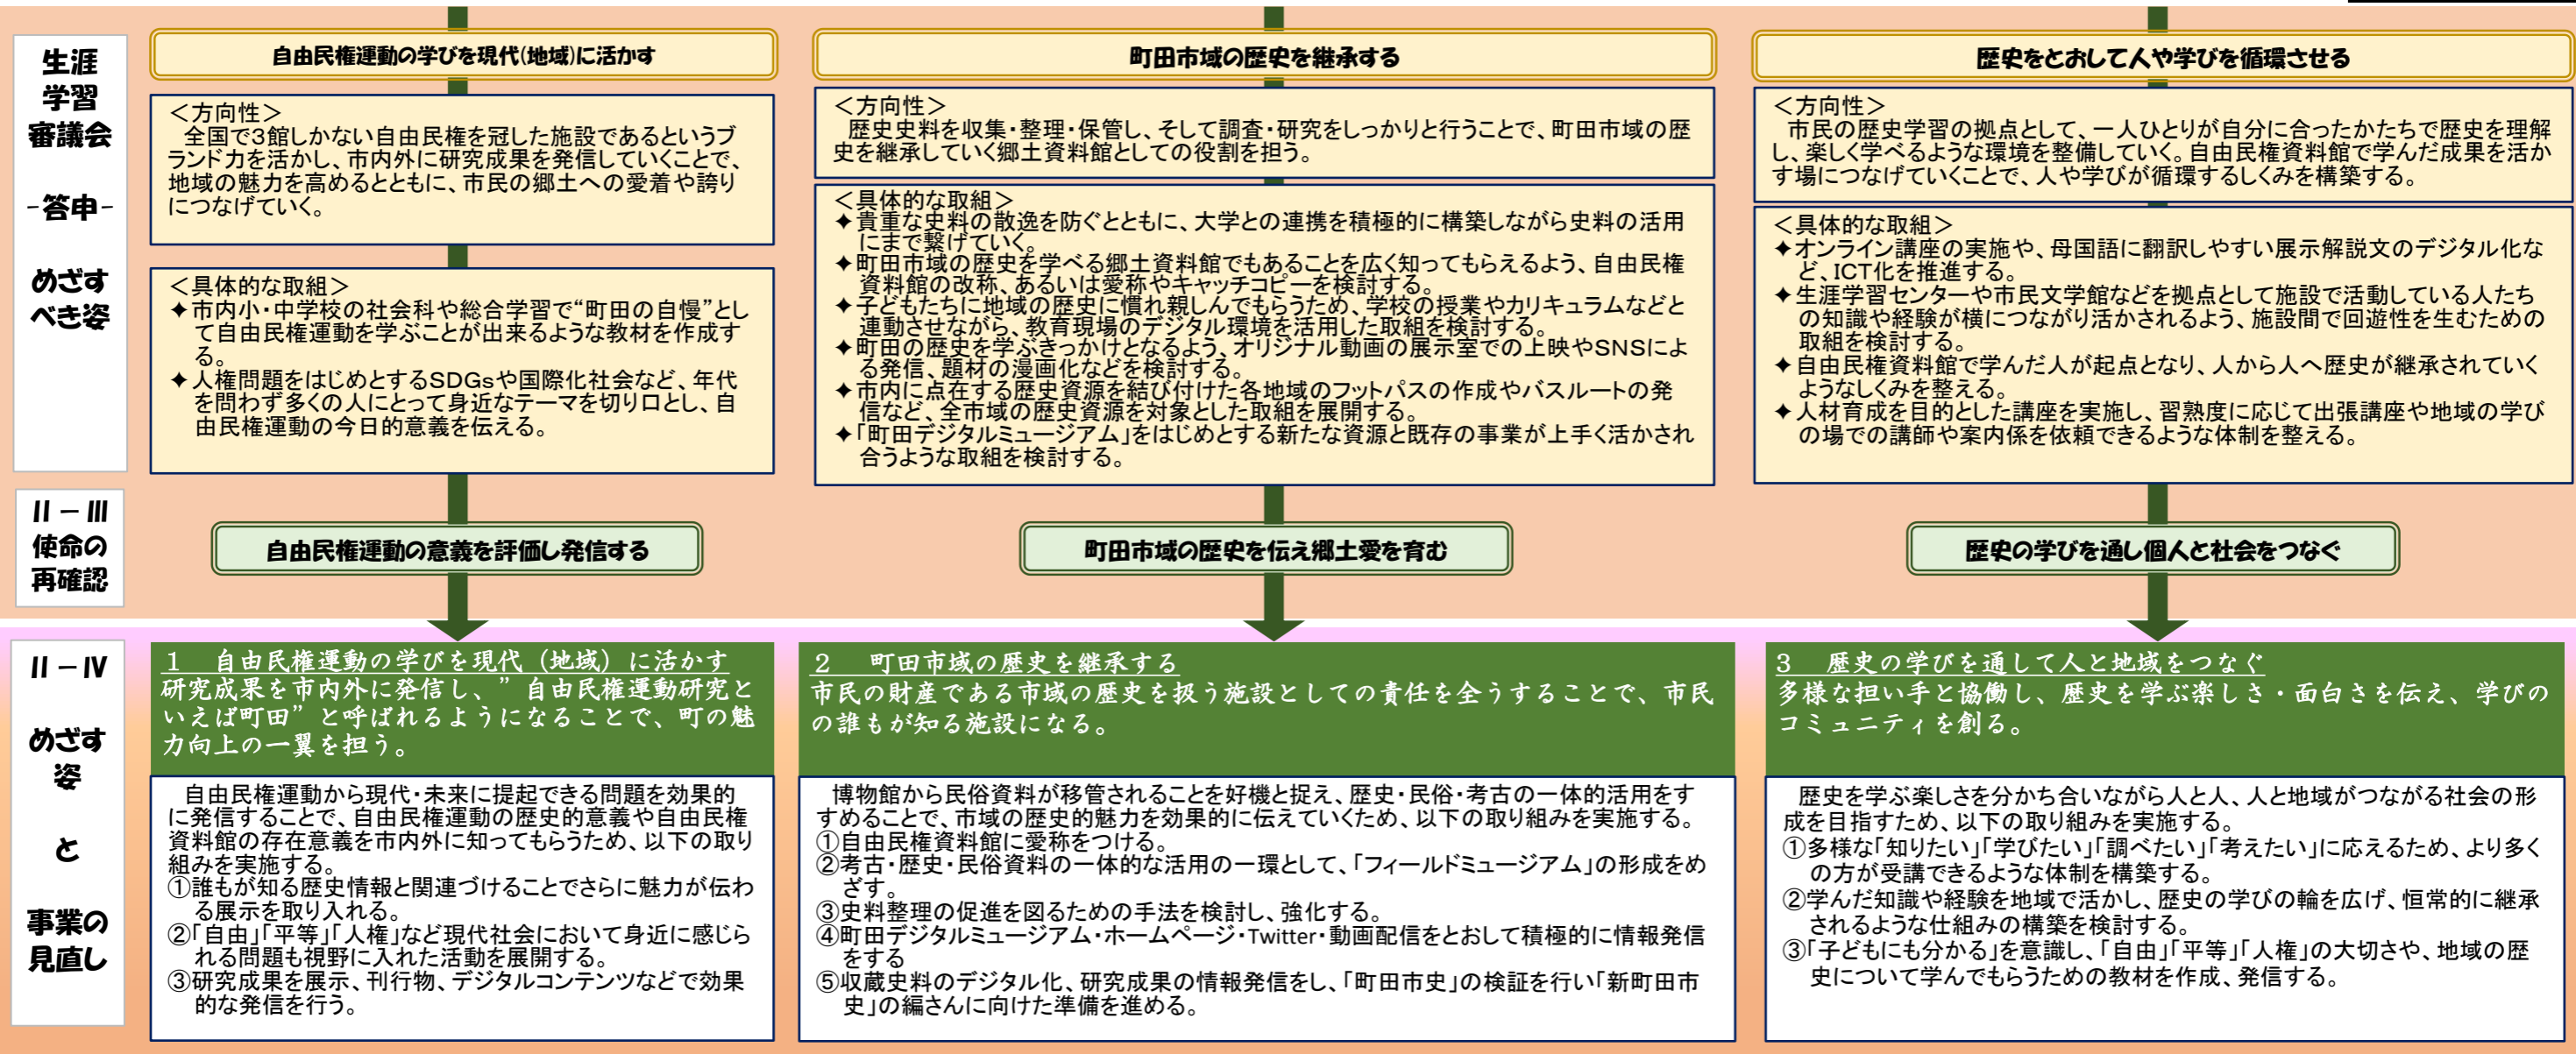 生涯
学習
審議会
-答申-
めざす
べき姿
自由民権運動の学びを現代(地域)に活かす
<方向性>
全国で3館しかない自由民権を冠した施設であるというブ
ランド力を活かし、市内外に研究成果を発信していくことで、
地域の魅力を高めるとともに、市民の郷土への愛着や誇り
につなげていく。
<具体的な取組>
✦市内小・中学校の社会科や総合学習で“町田の自慢”とし
て自由民権運動を学ぶことが出来るような教材を作成す
る。
✦人権問題をはじめとするSDGsや国際化社会など、年代
を問わず多くの人にとって身近なテーマを切り口とし、自
由民権運動の今日的意義を伝える。
町田市域の歴史を継承する
<方向性>
歴史史料を収集・整理・保管し、そして調査・研究をしっかりと行うことで、町田市域の歴
史を継承していく郷土資料館としての役割を担う。
<具体的な取組>
✦貴重な史料の散逸を防ぐとともに、大学との連携を積極的に構築しながら史料の活用
にまで繋げていく。
✦町田市域の歴史を学べる郷土資料館でもあることを広く知ってもらえるよう、自由民権
資料館の改称、あるいは愛称やキャッチコピーを検討する。
✦子どもたちに地域の歴史に慣れ親しんでもらうため、学校の授業やカリキュラムなどと
連動させながら、教育現場のデジタル環境を活用した取組を検討する。
✦町田の歴史を学ぶきっかけとなるよう、オリジナル動画の展示室での上映やSNSによ
る発信、題材の漫画化などを検討する。
✦市内に点在する歴史資源を結び付けた各地域のフットパスの作成やバスルートの発
信など、全市域の歴史資源を対象とした取組を展開する。
✦「町田デジタルミュージアム」をはじめとする新たな資源と既存の事業が上手く活かされ
合うような取組を検討する。
歴史をとおして人や学びを循環させる
<方向性>
市民の歴史学習の拠点として、一人ひとりが自分に合ったかたちで歴史を理解
し、楽しく学べるような環境を整備していく。自由民権資料館で学んだ成果を活か
す場につなげていくことで、人や学びが循環するしくみを構築する。
<具体的な取組>
✦オンライン講座の実施や、母国語に翻訳しやすい展示解説文のデジタル化な
ど、ICT化を推進する。
✦生涯学習センターや市民文学館などを拠点として施設で活動している人たち
の知識や経験が横につながり活かされるよう、施設間で回遊性を生むための
取組を検討する。
✦自由民権資料館で学んだ人が起点となり、人から人へ歴史が継承されていく
ようなしくみを整える。
✦人材育成を目的とした講座を実施し、習熟度に応じて出張講座や地域の学び
の場での講師や案内係を依頼できるような体制を整える。
Ⅱ-Ⅲ
使命の
再確認
自由民権運動の意義を評価し発信する
町田市域の歴史を伝え郷土愛を育む
歴史の学びを通し個人と社会をつなぐ
Ⅱ-Ⅳ
めざす
姿
と
事業の
見直し
1 自由民権運動の学びを現代(地域)に活かす
研究成果を市内外に発信し、”自由民権運動研究と
いえば町田”と呼ばれるようになることで、町の魅
力向上の一翼を担う。
自由民権運動から現代・未来に提起できる問題を効果的
に発信することで、自由民権運動の歴史的意義や自由民権
資料館の存在意義を市内外に知ってもらうため、以下の取り
組みを実施する。
①誰もが知る歴史情報と関連づけることでさらに魅力が伝わ
る展示を取り入れる。
②「自由」「平等」「人権」など現代社会において身近に感じら
れる問題も視野に入れた活動を展開する。
③研究成果を展示、刊行物、デジタルコンテンツなどで効果
的な発信を行う。
2 町田市域の歴史を継承する
市民の財産である市域の歴史を扱う施設としての責任を全うすることで、市民
の誰もが知る施設になる。
博物館から民俗資料が移管されることを好機と捉え、歴史・民俗・考古の一体的活用をす
すめることで、市域の歴史的魅力を効果的に伝えていくため、以下の取り組みを実施する。
①自由民権資料館に愛称をつける。
②考古・歴史・民俗資料の一体的な活用の一環として、「フィールドミュージアム」の形成をめ
ざす。
③史料整理の促進を図るための手法を検討し、強化する。
④町田デジタルミュージアム・ホームページ・Twitter・動画配信をとおして積極的に情報発信
をする
⑤収蔵史料のデジタル化、研究成果の情報発信をし、「町田市史」の検証を行い「新町田市
史」の編さんに向けた準備を進める。
3 歴史の学びを通して人と地域をつなぐ
多様な担い手と協働し、歴史を学ぶ楽しさ・面白さを伝え、学びの
コミュニティを創る。
歴史を学ぶ楽しさを分かち合いながら人と人、人と地域がつながる社会の形
成を目指すため、以下の取り組みを実施する。
①多様な「知りたい」「学びたい」「調べたい」「考えたい」に応えるため、より多く
の方が受講できるような体制を構築する。
②学んだ知識や経験を地域で活かし、歴史の学びの輪を広げ、恒常的に継承
されるような仕組みの構築を検討する。
③「子どもにも分かる」を意識し、「自由」「平等」「人権」の大切さや、地域の歴
史について学んでもらうための教材を作成、発信する。